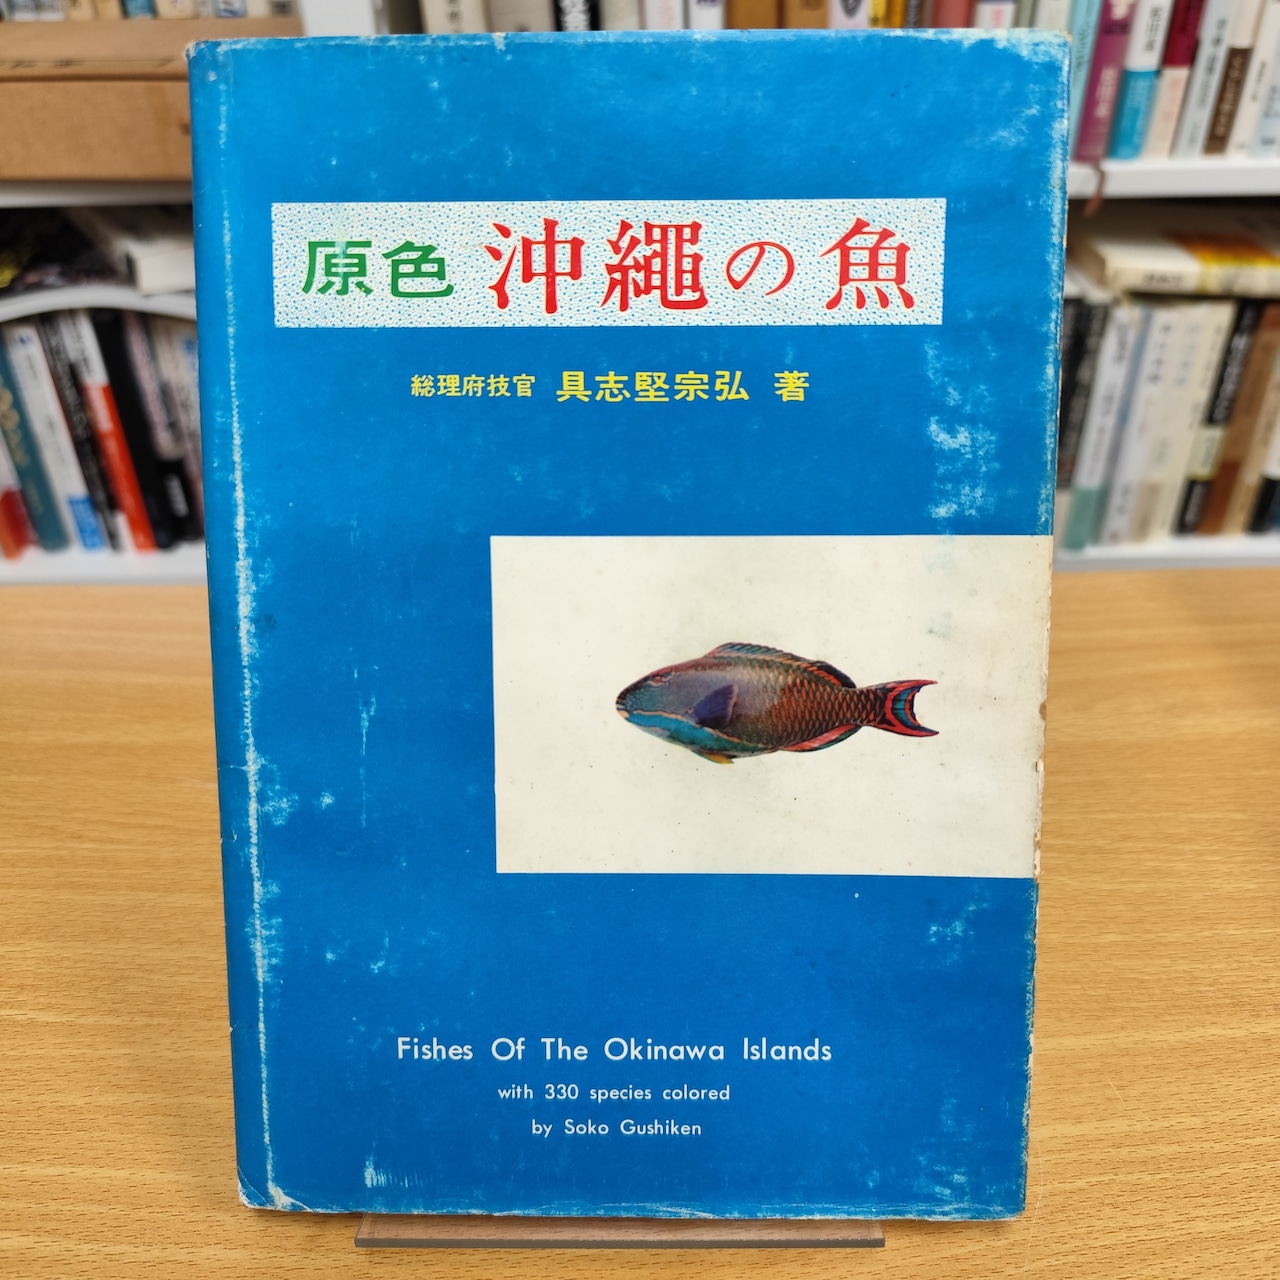 原色 沖繩の魚
総理府技官 具志堅宗弘 著
Fishes Of The Okinawa Islands
with 330 species colored
by Soko Gushiken